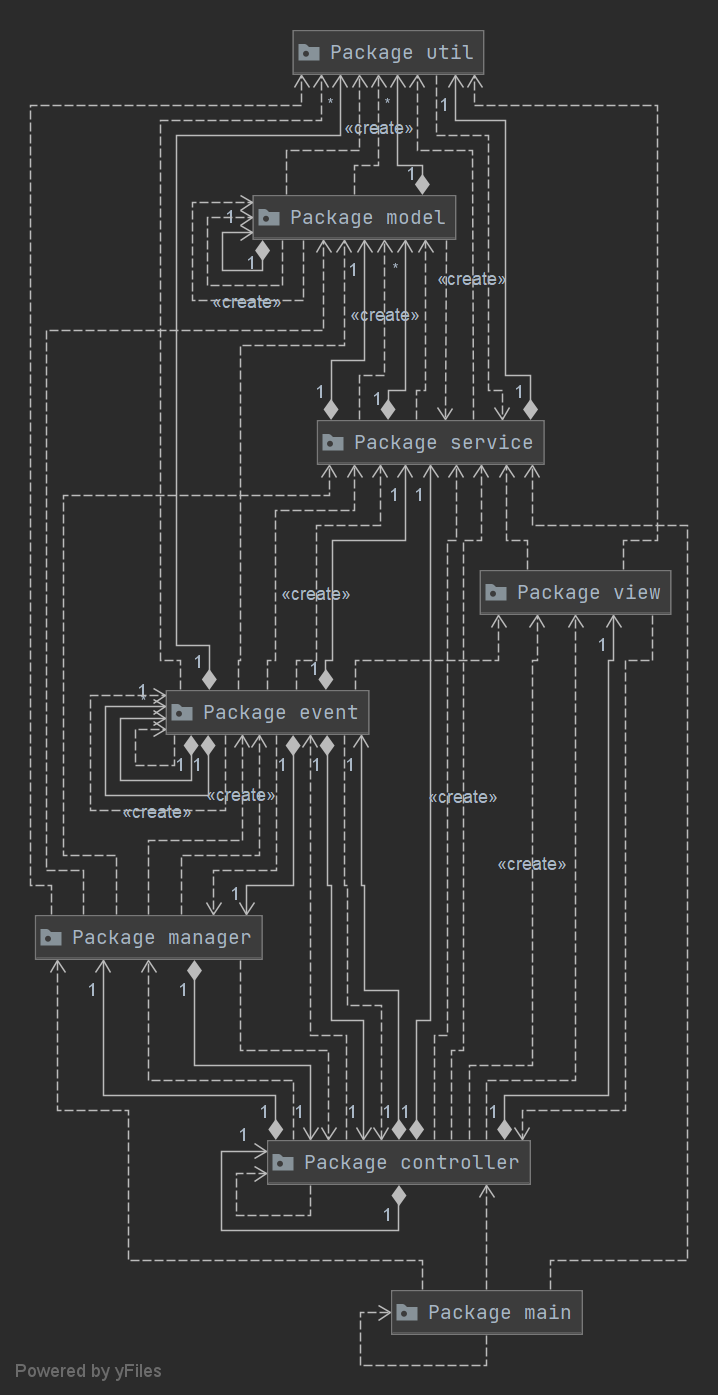 Package util
*
*
1
«create»
1
Package model
1
1
«create»
1
*
«create»
«create»
1
1
1
Package service
1
1
«create»
Package view
1
1
1
1
*
Package event
1
1
1
1
1
«create»
«create»
«create»
«create»
1
Package manager
1
1
1
1
1
1
1
1
1
Package controller
1
Package main
Powered by yFiles